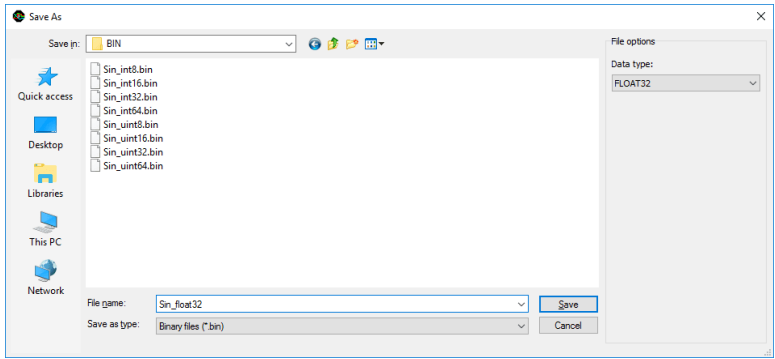 Save As
Save in:
BIN
File options
Data type:
FLOAT32
Quick access
Desktop
Libraries
This PC
Network
Sin_int8.bin
Sin_int16.bin
Sin_int32.bin
Sin_int64.bin
Sin_uint8.bin
Sin_uint16.bin
Sin_uint32.bin
Sin_uint64.bin
File name:
Sin_float32
Save
Save as type:
Binary files (*.bin)
Cancel